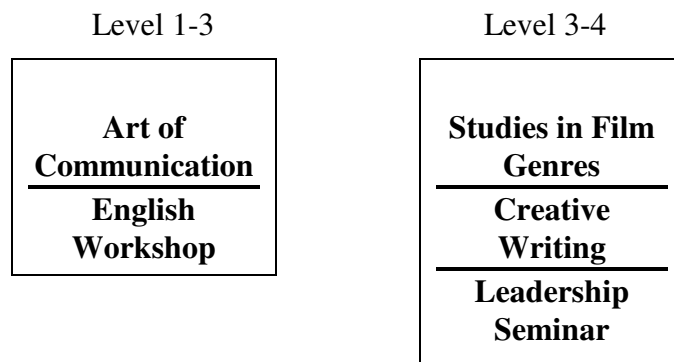 Level 1-3
Art of
Communication
English
Workshop
Level 3-4
Studies in Film
Genres
Creative
Writing
Leadership
Seminar